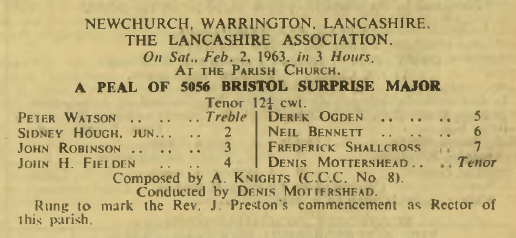 NEWCHURCH, WARRINGTON, LANCASHIRE.
THE LANCASHIRE ASSOCIATION.
On Sat., Feb. 2, 1963, in 3 Hours,
AT THE PARISH CHURCH,
A PEAL OF 5056 BRISTOL SURPRISE MAJOR
Tenor 12¼ cwt.
PETER WATSON .. .. .. Treble
SIDNEY HOUGH, JUN... .. 2
JOHN ROBINSON .. .. 3
JOHN H. FIELDEN .. .. 4
DEREK OGDEN .. .. .. 5
NEIL BENNETT .. .. .. 6
FREDERICK SHALLCROSS .. 7
DENIS MOTTERSHEAD .. .. Tenor
Composed by A. KNIGHTS (C.C.C. No 8).
Conducted by DENIS MOTTERSHEAD.
Rung to mark the Rev. J. Preston's commencement as Rector of
this parish.